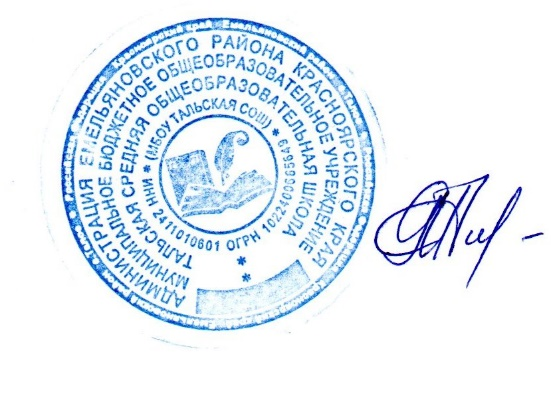 АДМИНИСТРАЦИЯ ЕМЕЛЬЯНОВСКОГО РАЙОНА КРАСНОЯРСКОГО КРАЯ
МУНИЦИПАЛЬНОЕ БЮДЖЕТНОЕ ОБЩЕОБРАЗОВАТЕЛЬНОЕ УЧРЕЖДЕНИЕ
ТАЛЬСКАЯ СРЕДНЯЯ ОБЩЕОБРАЗОВАТЕЛЬНАЯ ШКОЛА
* (МБОУ ТАЛЬСКАЯ СОШ) *
ИНН 2411010601 ОГРН 1022400665649
* *